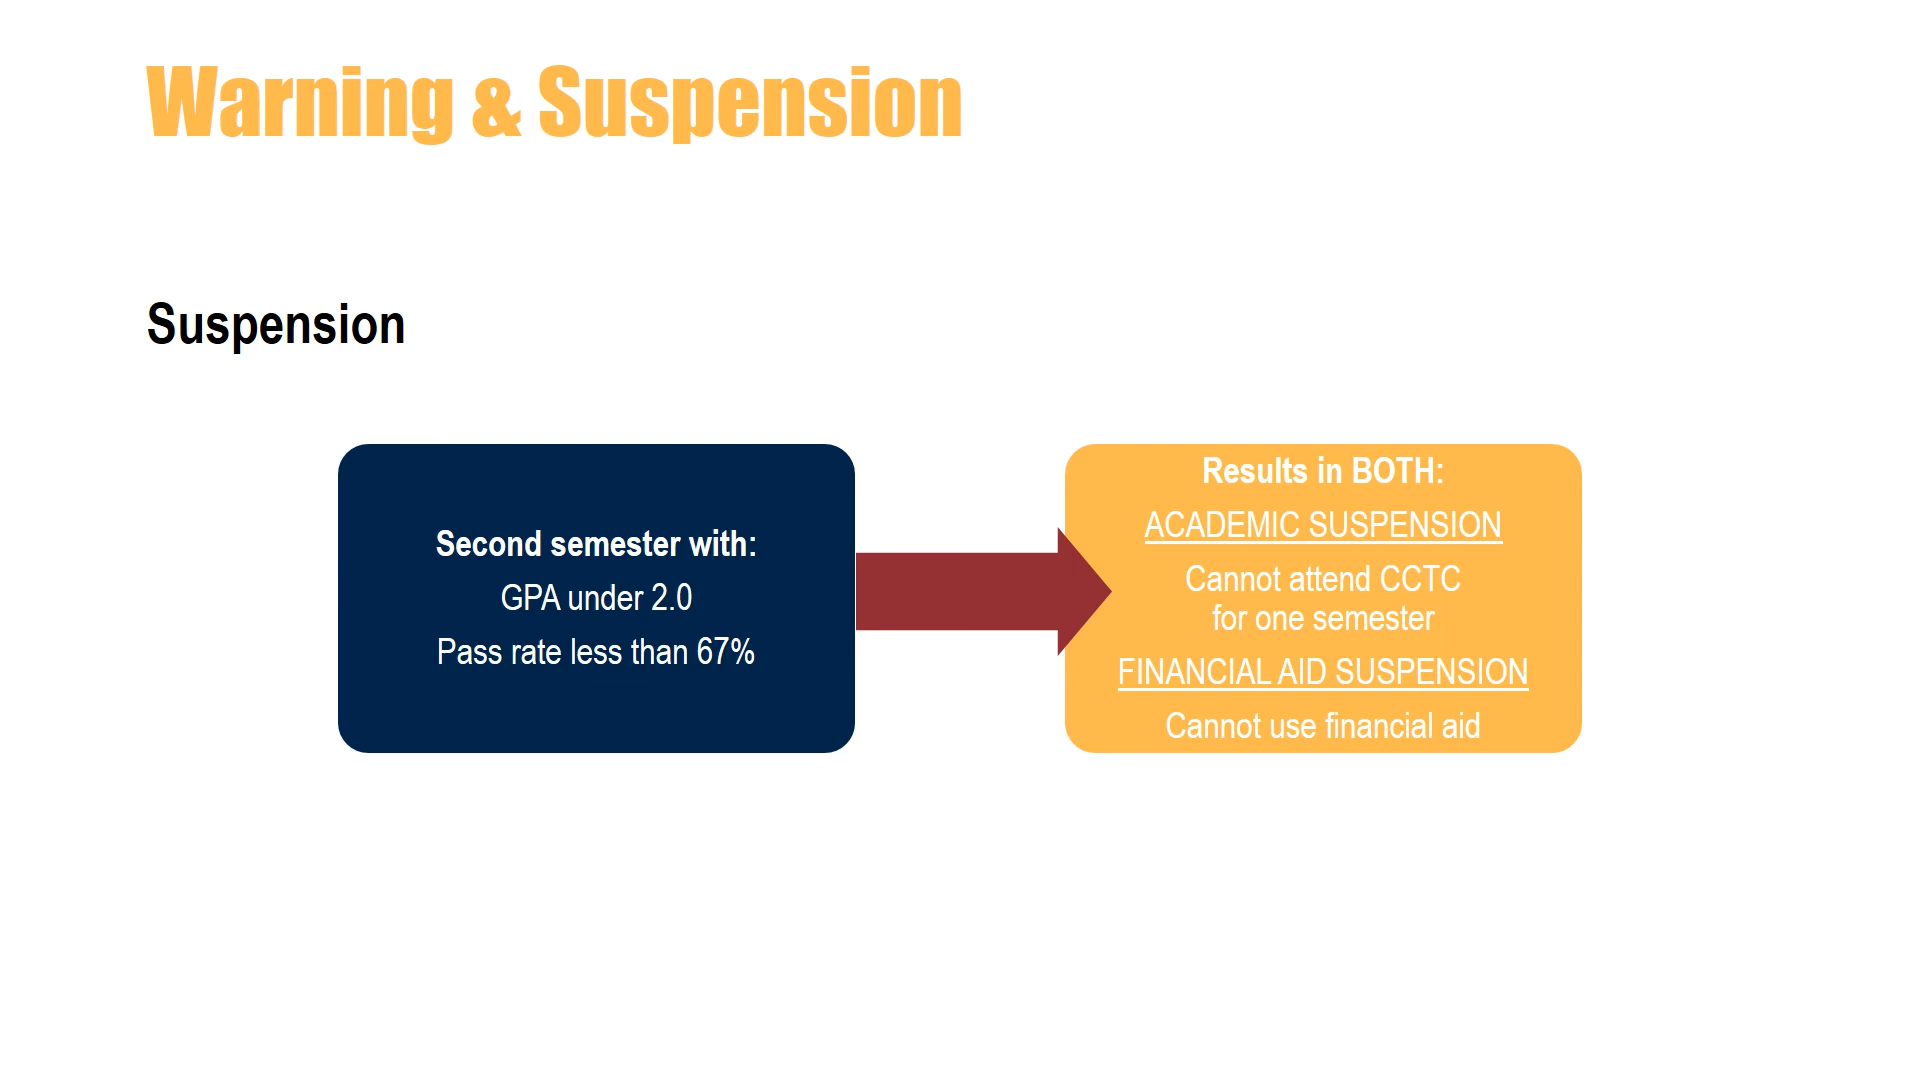 Warning & Suspension
Suspension
Second semester with:
GPA under 2.0
Pass rate less than 67%
Results in BOTH:
ACADEMIC SUSPENSION
Cannot attend CCTC
for one semester
FINANCIAL AID SUSPENSION
Cannot use financial aid